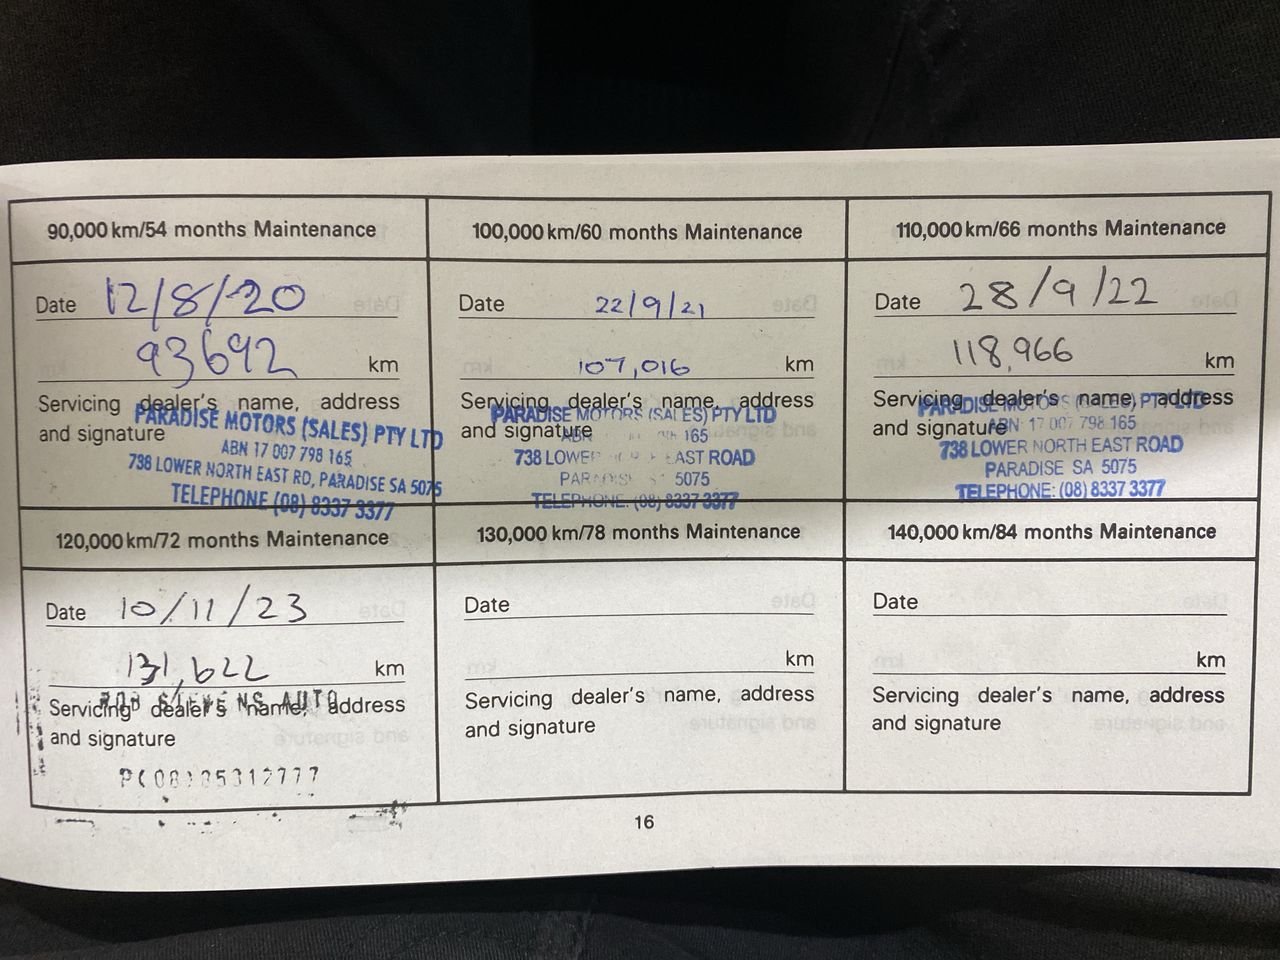 90,000 km/54 months Maintenance
Date 12/8/20
93692 km
Servicing dealer's name, address
and signature
PARADISE MOTORS (SALES) PTY LTD
ABN 17 007 798 165
738 LOWER NORTH EAST RD, PARADISE SA 5075
TELEPHONE (08) 8337 3377
100,000 km/60 months Maintenance
Date 22/9/21
107,016 km
Servicing dealer's name, address
and signature
PARADISE MOTORS (SALES) PTY LTD
ABN 165
738 LOWER EAST ROAD
5075
TELEPHONE: (08) 8337 3377
110,000 km/66 months Maintenance
Date 28/9/22
118,966 km
Servicing dealer's name, address
and signature
PARADISE MOTORS (SALES) PTY LTD
ABN 17 007 798 165
738 LOWER NORTH EAST ROAD
PARADISE SA 5075
TELEPHONE: (08) 8337 3377
120,000 km/72 months Maintenance
Date 10/11/23
131,622 km
Servicing dealer's name, address
and signature
AUTO
130,000 km/78 months Maintenance
Date
km
Servicing dealer's name, address
and signature
140,000 km/84 months Maintenance
Date
km
Servicing dealer's name, address
and signature
16